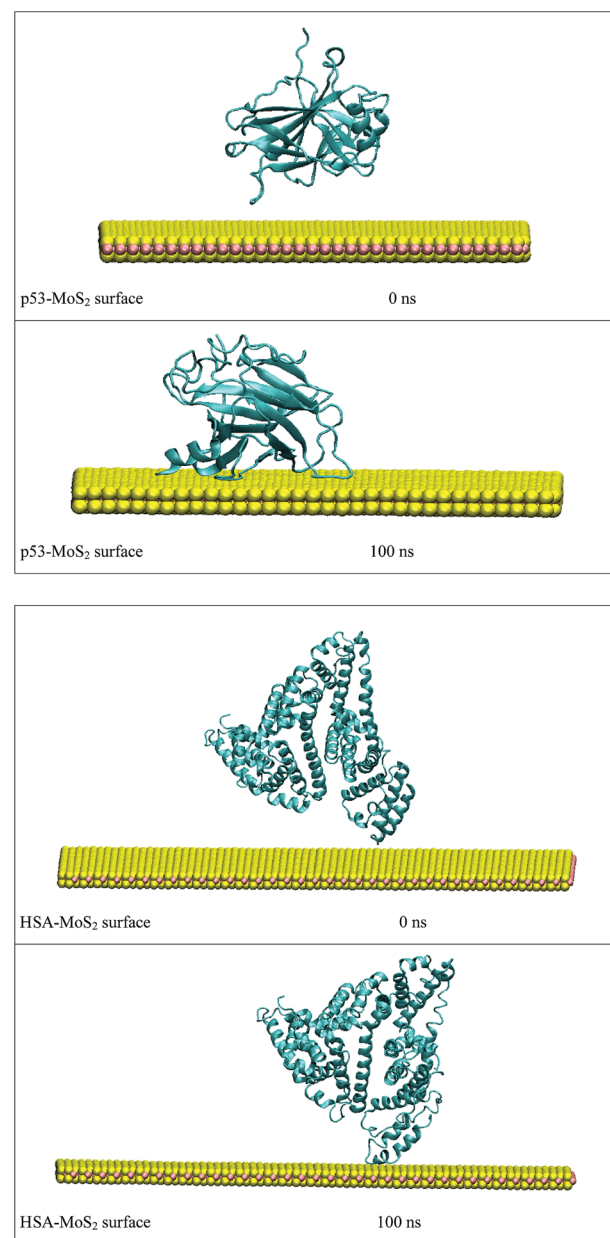 p53-MoS₂ surface 0 ns
p53-MoS₂ surface 100 ns
HSA-MoS₂ surface 0 ns
HSA-MoS₂ surface 100 ns